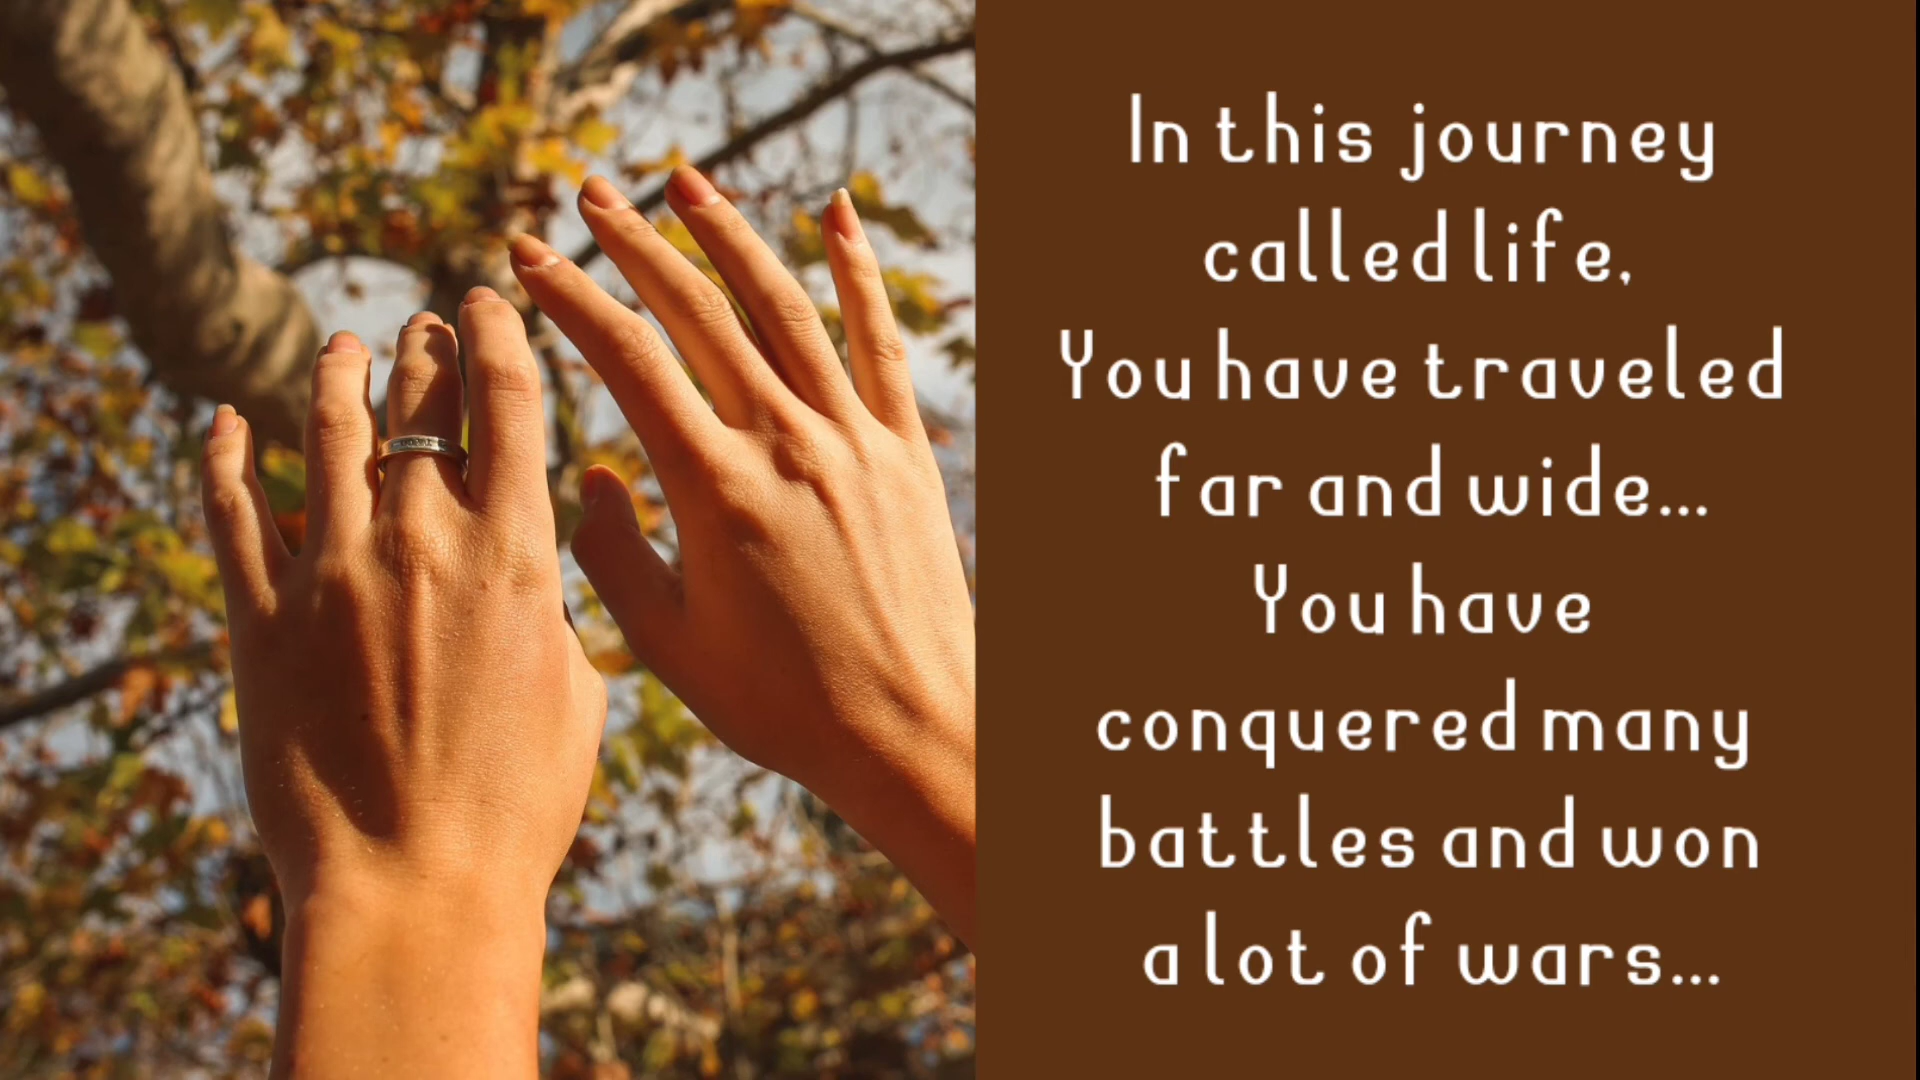 In this journey
called life,
You have traveled
far and wide...
You have
conquered many
battles and won
a lot of wars...